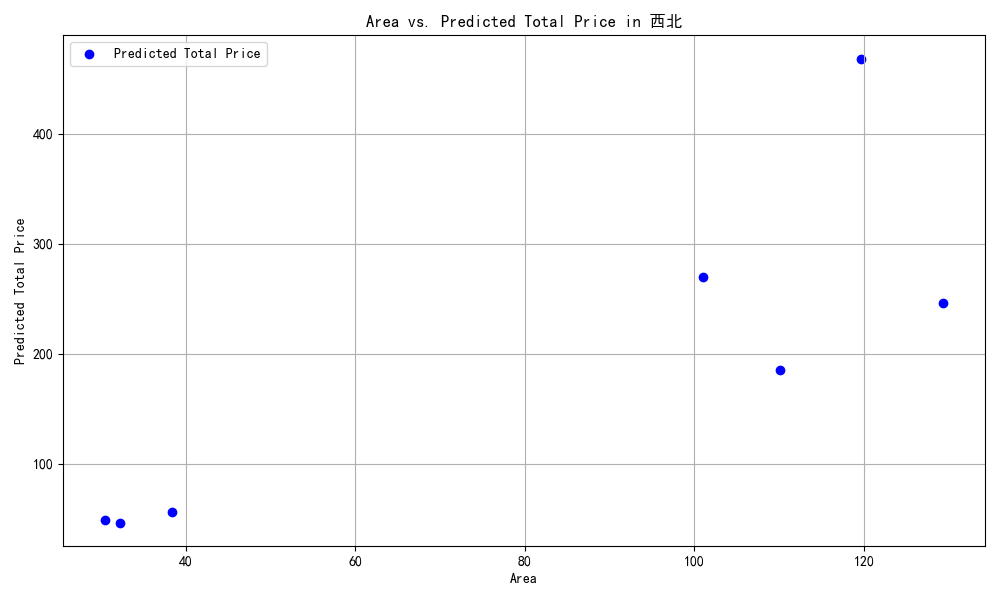 Area vs. Predicted Total Price in 西北
Predicted Total Price
Predicted Total Price
400
300
200
100
40
60
80
100
120
Area